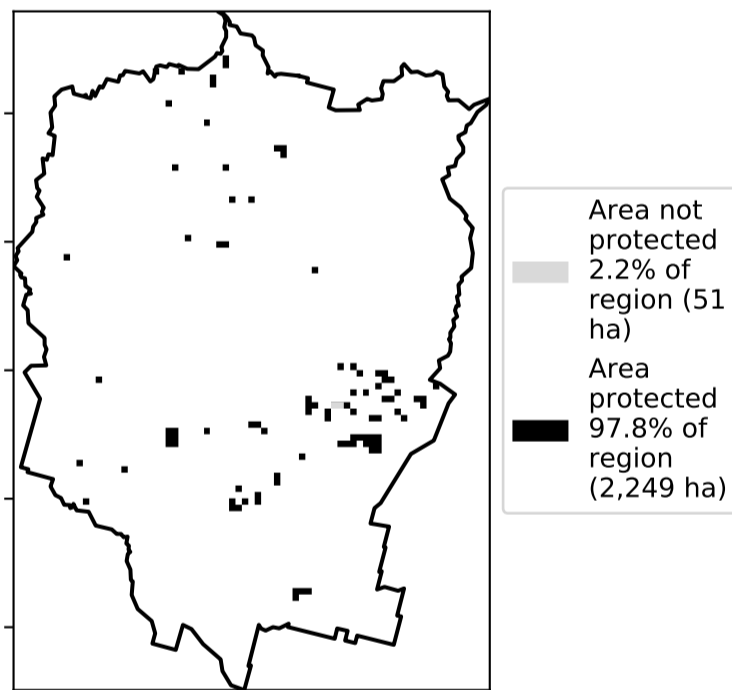 Area not
protected
2.2% of
region (51
ha)
Area
protected
97.8% of
region
(2,249 ha)